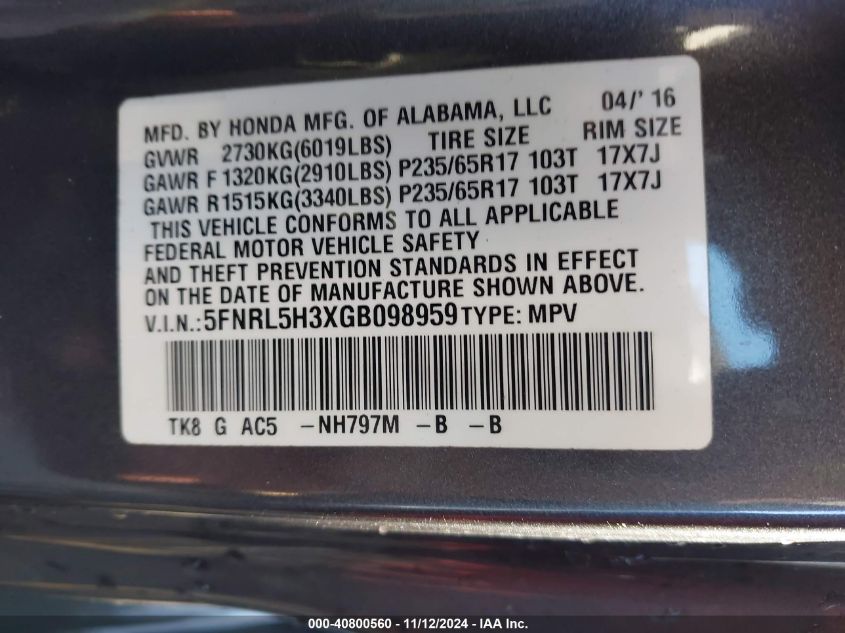 MFD. BY HONDA MFG. OF ALABAMA, LLC 04/' 16
GVWR 2730KG(6019LBS) TIRE SIZE RIM SIZE
GAWR F 1320KG(2910LBS) P235/65R17 103T 17X7J
GAWR R1515KG(3340LBS) P235/65R17 103T 17X7J
THIS VEHICLE CONFORMS TO ALL APPLICABLE
FEDERAL MOTOR VEHICLE SAFETY
AND THEFT PREVENTION STANDARDS IN EFFECT
ON THE DATE OF MANUFACTURE SHOWN ABOVE.
V.I.N.:5FNRL5H3XGB098959 TYPE: MPV
TK8 G AC5 -NH797M -B -B
000-40800560 - 11/12/2024 - IAA Inc.